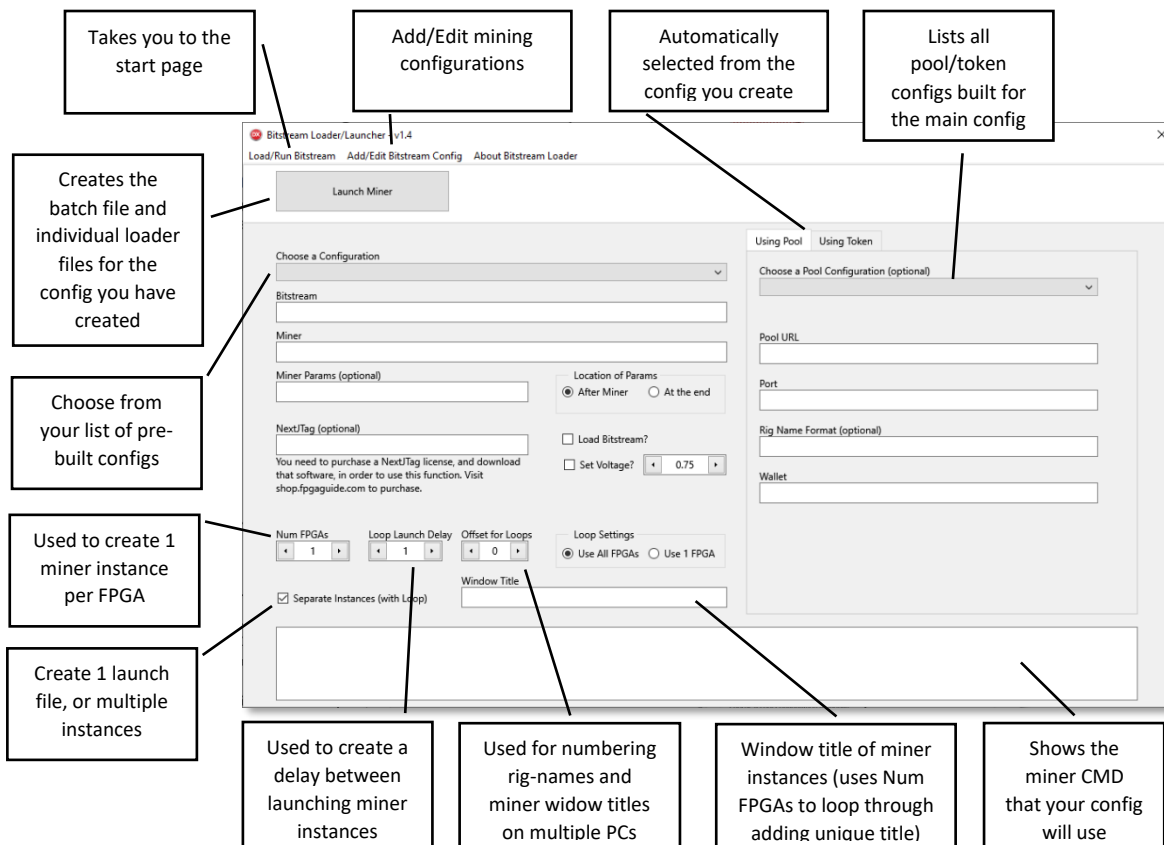 Takes you to the
start page
Add/Edit mining
configurations
Automatically
selected from the
config you create
Lists all
pool/token
configs built for
the main config
Bitstream Loader/Launcher - v1.4
Load/Run Bitstream Add/Edit Bitstream Config About Bitstream Loader
Creates the
batch file and
individual loader
files for the
config you have
created
Launch Miner
Using Pool Using Token
Choose a Configuration
Choose a Pool Configuration (optional)
Bitstream
Miner
Pool URL
Miner Params (optional)
Location of Params
After Miner At the end
Port
Choose from
your list of pre-
built configs
NextJTag (optional)
Load Bitstream?
Rig Name Format (optional)
You need to purchase a NextJTag license, and download
that software, in order to use this function. Visit
shop.fpgaguide.com to purchase.
Set Voltage? 0.75
Wallet
Used to create 1
miner instance
per FPGA
Num FPGAs Loop Launch Delay Offset for Loops
1 1 0
Loop Settings
Use All FPGAs Use 1 FPGA
Window Title
Separate Instances (with Loop)
Create 1 launch
file, or multiple
instances
Used to create a
delay between
launching miner
instances
Used for numbering
rig-names and
miner widow titles
on multiple PCs
Window title of miner
instances (uses Num
FPGAs to loop through
adding unique title)
Shows the
miner CMD
that your config
will use